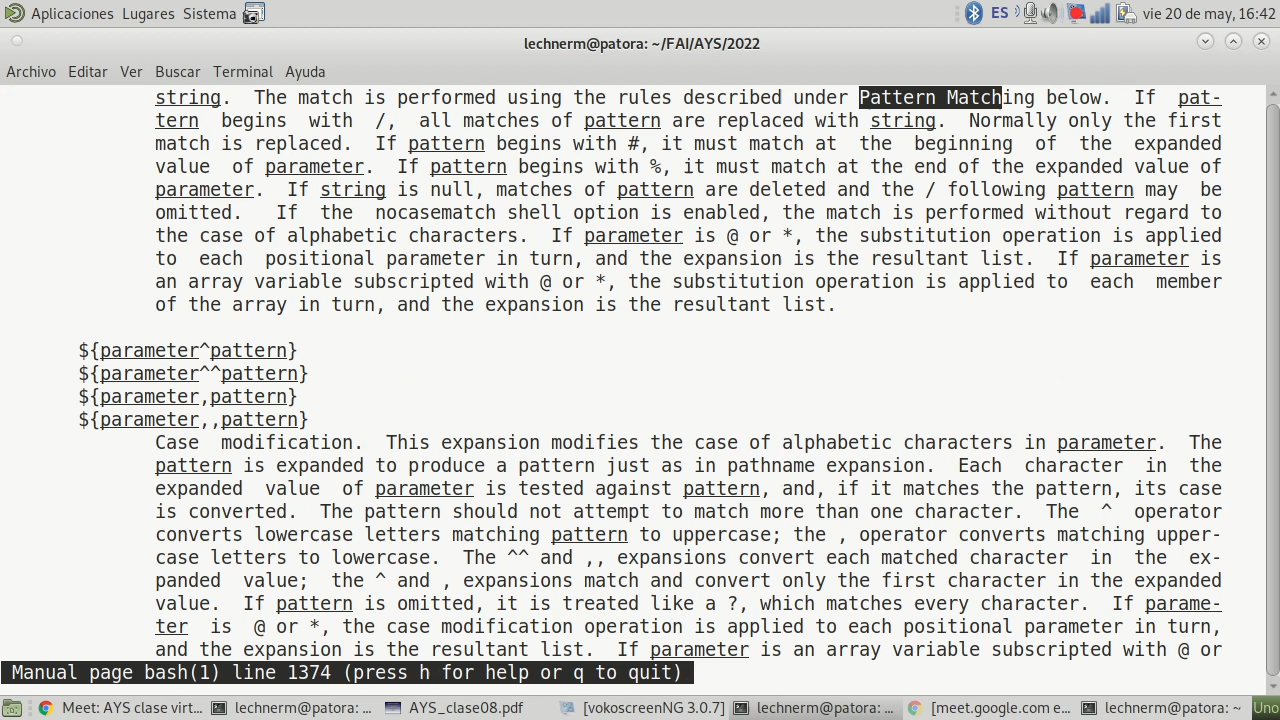 Aplicaciones Lugares Sistema ES vie 20 de may, 16:42
lechnerm@patora: ~/FAI/AYS/2022
Archivo Editar Ver Buscar Terminal Ayuda
string.  The match is performed using the rules described under Pattern Matching below.  If  pat-
tern  begins  with  /,  all matches of pattern are replaced with string.  Normally only the first
match is replaced.  If pattern begins with #, it must match at  the  beginning  of  the  expanded
value  of parameter.  If pattern begins with %, it must match at the end of the expanded value of
parameter.  If string is null, matches of pattern are deleted and the / following pattern may  be
omitted.   If  the  nocasematch shell option is enabled, the match is performed without regard to
the case of alphabetic characters.  If parameter is @ or *, the substitution operation is applied
to  each  positional parameter in turn, and the expansion is the resultant list.  If parameter is
an array variable subscripted with @ or *, the substitution operation is applied to  each  member
of the array in turn, and the expansion is the resultant list.
${parameter^pattern}
${parameter^^pattern}
${parameter,pattern}
${parameter,,pattern}
Case  modification.  This expansion modifies the case of alphabetic characters in parameter.  The
pattern is expanded to produce a pattern just as in pathname expansion.  Each  character  in  the
expanded  value  of parameter is tested against pattern, and, if it matches the pattern, its case
is converted.  The pattern should not attempt to match more than one character.  The  ^  operator
converts lowercase letters matching pattern to uppercase; the , operator converts matching upper-
case letters to lowercase.  The ^^ and ,, expansions convert each matched character  in  the  ex-
panded  value;  the ^ and , expansions match and convert only the first character in the expanded
value.  If pattern is omitted, it is treated like a ?, which matches every character.  If parame-
ter  is  @ or *, the case modification operation is applied to each positional parameter in turn,
and the expansion is the resultant list.  If parameter is an array variable subscripted with @ or
Manual page bash(1) line 1374 (press h for help or q to quit)
Meet: AYS clase virt... lechnerm@patora: ... AYS_clase08.pdf [vokoscreenNG 3.0.7] lechnerm@patora: ... [meet.google.com e... lechnerm@patora: ~ Uno